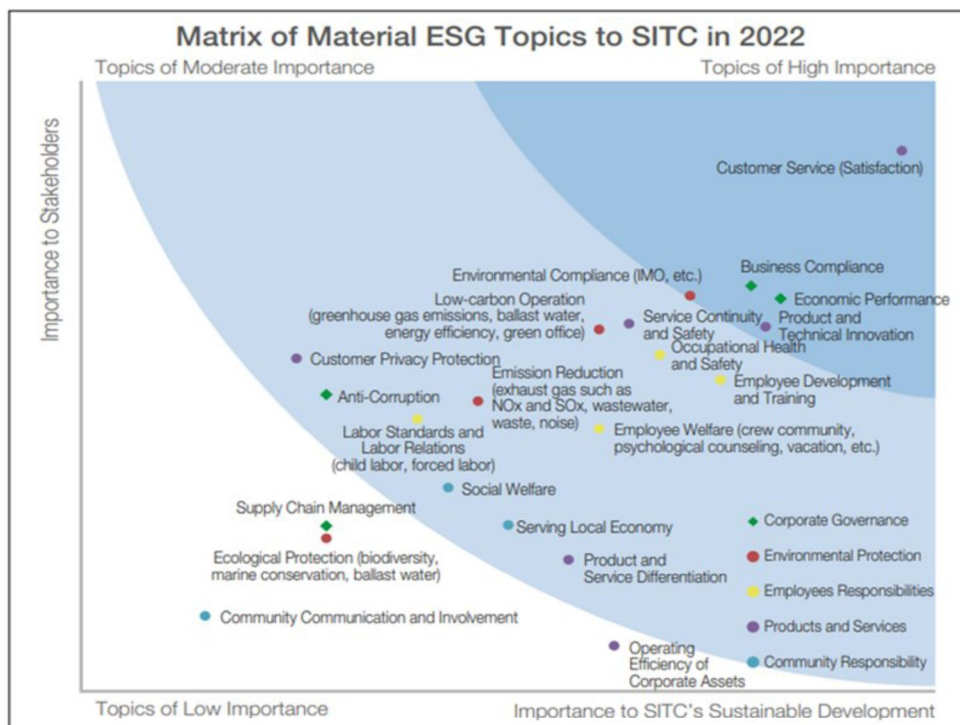 Matrix of Material ESG Topics to SITC in 2022
Topics of Moderate Importance
Topics of High Importance
Importance to Stakeholders
Customer Service (Satisfaction)
Business Compliance
Environmental Compliance (IMO, etc.)
Economic Performance
Low-carbon Operation
(greenhouse gas emissions, ballast water,
energy efficiency, green office)
Service Continuity
and Safety
Product and
Technical Innovation
Occupational Health
and Safety
Customer Privacy Protection
Emission Reduction
(exhaust gas such as
NOx and SOx, wastewater,
waste, noise)
Employee Development
and Training
Anti-Corruption
Labor Standards and
Labor Relations
(child labor, forced labor)
Employee Welfare (crew community,
psychological counseling, vacation, etc.)
Social Welfare
Supply Chain Management
Serving Local Economy
Ecological Protection (biodiversity,
marine conservation, ballast water)
Product and
Service Differentiation
Community Communication and Involvement
Operating
Efficiency of
Corporate Assets
Corporate Governance
Environmental Protection
Employees Responsibilities
Products and Services
Community Responsibility
Topics of Low Importance
Importance to SITC's Sustainable Development